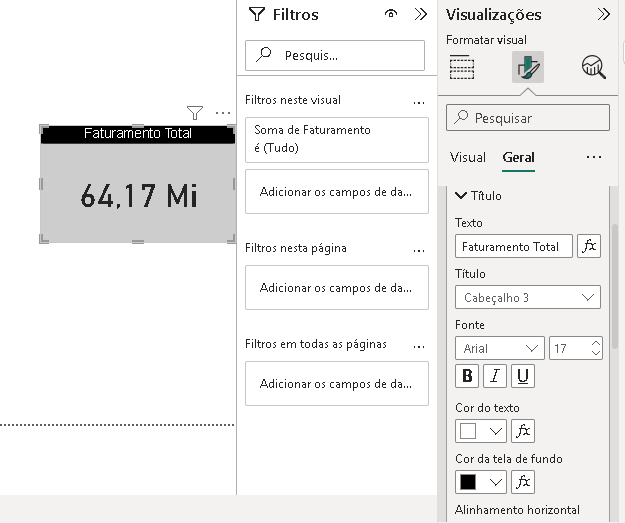 Faturamento Total
64,17 Mi
Filtros
Pesquis...
Filtros neste visual
...
Soma de Faturamento
é (Tudo)
Adicionar os campos de da...
Filtros nesta página
...
Adicionar os campos de da...
Filtros em todas as páginas
...
Adicionar os campos de da...
Visualizações
Formatar visual
Pesquisar
Visual Geral
...
Título
Texto
Faturamento Total
fx
Título
Cabeçalho 3
Fonte
Arial 17
B I U
Cor do texto
fx
Cor da tela de fundo
fx
Alinhamento horizontal